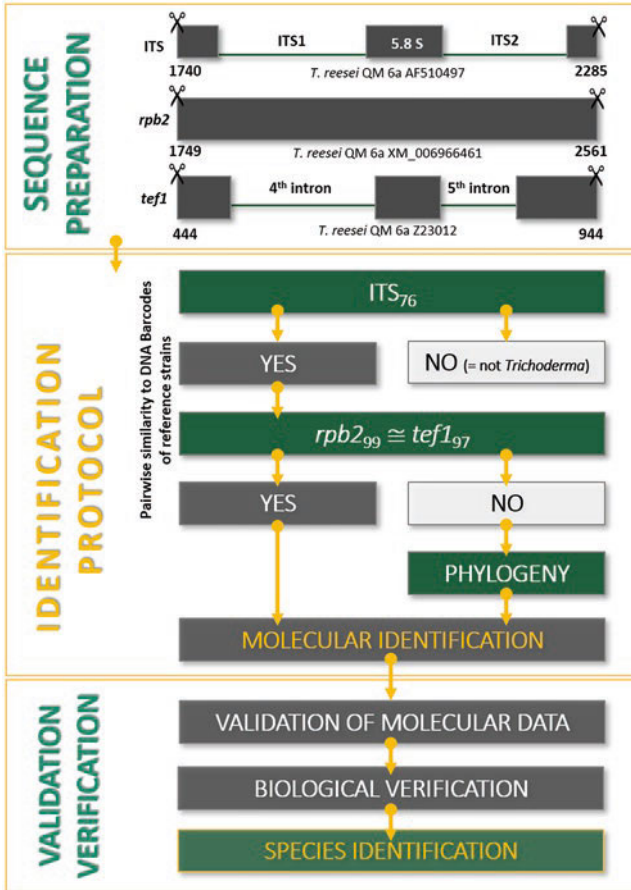 SEQUENCE
PREPARATION
ITS
ITS1
5.8 S
ITS2
1740
T. reesei QM 6a AF510497
2285
rpb2
1749
T. reesei QM 6a XM_006966461
2561
tef1
4th intron
5th intron
444
T. reesei QM 6a Z23012
944
IDENTIFICATION
PROTOCOL
Pairwise similarity to DNA Barcodes
of reference strains
ITS76
YES
NO (= not Trichoderma)
rpb299 ≅ tef197
YES
NO
PHYLOGENY
MOLECULAR IDENTIFICATION
VALIDATION
VERIFICATION
VALIDATION OF MOLECULAR DATA
BIOLOGICAL VERIFICATION
SPECIES IDENTIFICATION